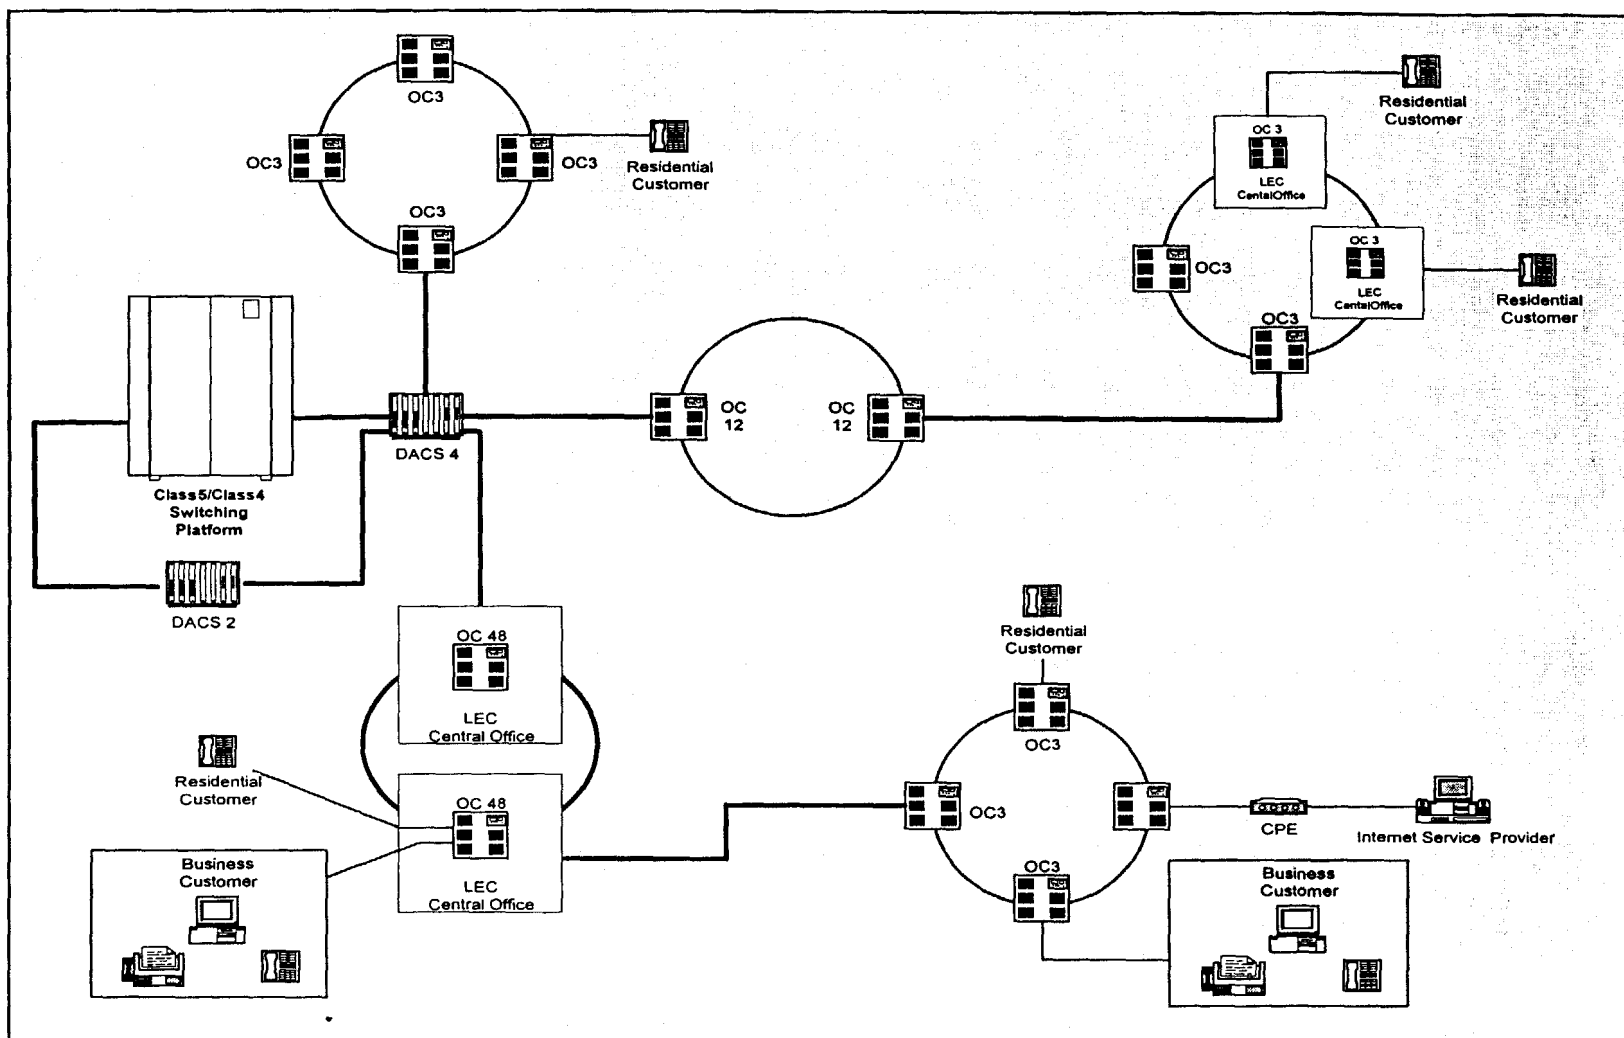 OC3
OC3
OC3
OC3
Residential
Customer
Residential
Customer
OC 3
LEC
CentalOffice
OC 3
LEC
CentalOffice
OC3
OC3
Residential
Customer
Class5/Class4
Switching
Platform
DACS 4
OC
12
OC
12
DACS 2
OC 48
LEC
Central Office
Residential
Customer
OC 48
LEC
Central Office
Business
Customer
Residential
Customer
OC3
OC3
OC3
CPE
Internet Service Provider
Business
Customer